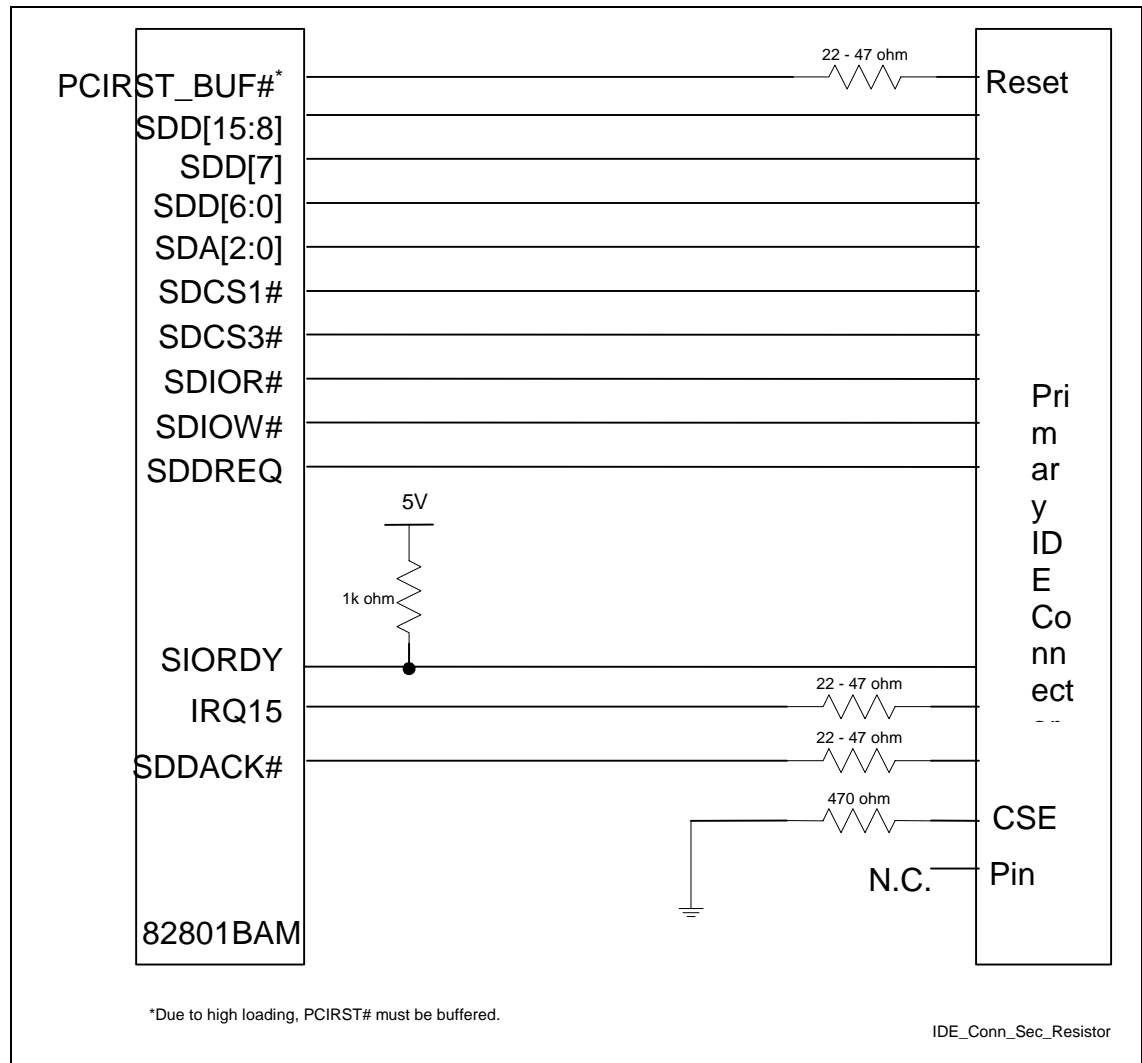 22 - 47 ohm
PCIRST_BUF#*
Reset
SDD[15:8]
SDD[7]
SDD[6:0]
SDA[2:0]
SDCS1#
SDCS3#
SDIOR#
SDIOW#
SDDREQ
Pri
m
ar
y
ID
E
Co
nn
ect
5V
1k ohm
SIORDY
22 - 47 ohm
IRQ15
22 - 47 ohm
SDDACK#
470 ohm
CSE
N.C.
Pin
82801BAM
*Due to high loading, PCIRST# must be buffered.
IDE_Conn_Sec_Resistor